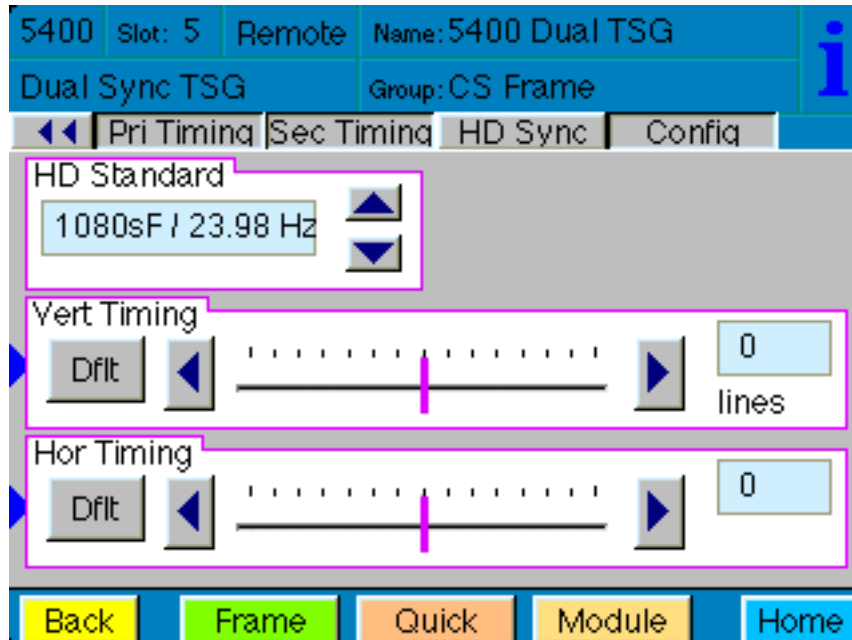 5400 Slot: 5 Remote Name: 5400 Dual TSG
Dual Sync TSG Group: CS Frame
Pri Timing Sec Timing HD Sync Config
HD Standard
1080sF / 23.98 Hz
Vert Timing
Dflt
0
lines
Hor Timing
Dflt
0
Back Frame Quick Module Home